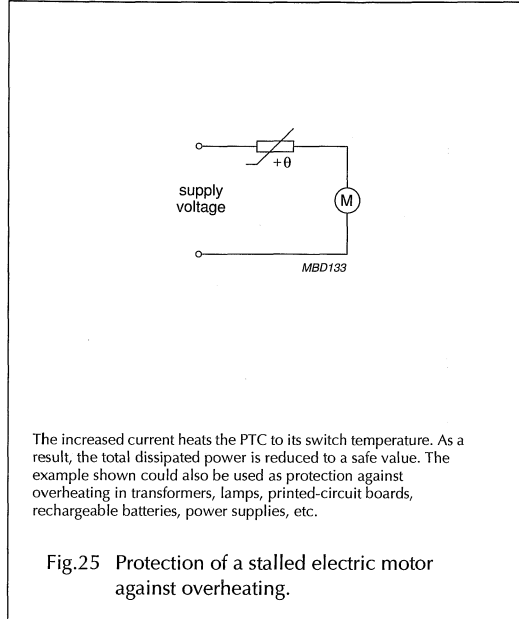 +θ
supply
voltage
M
MBD133
The increased current heats the PTC to its switch temperature. As a
result, the total dissipated power is reduced to a safe value. The
example shown could also be used as protection against
overheating in transformers, lamps, printed-circuit boards,
rechargeable batteries, power supplies, etc.
Fig.25 Protection of a stalled electric motor
against overheating.